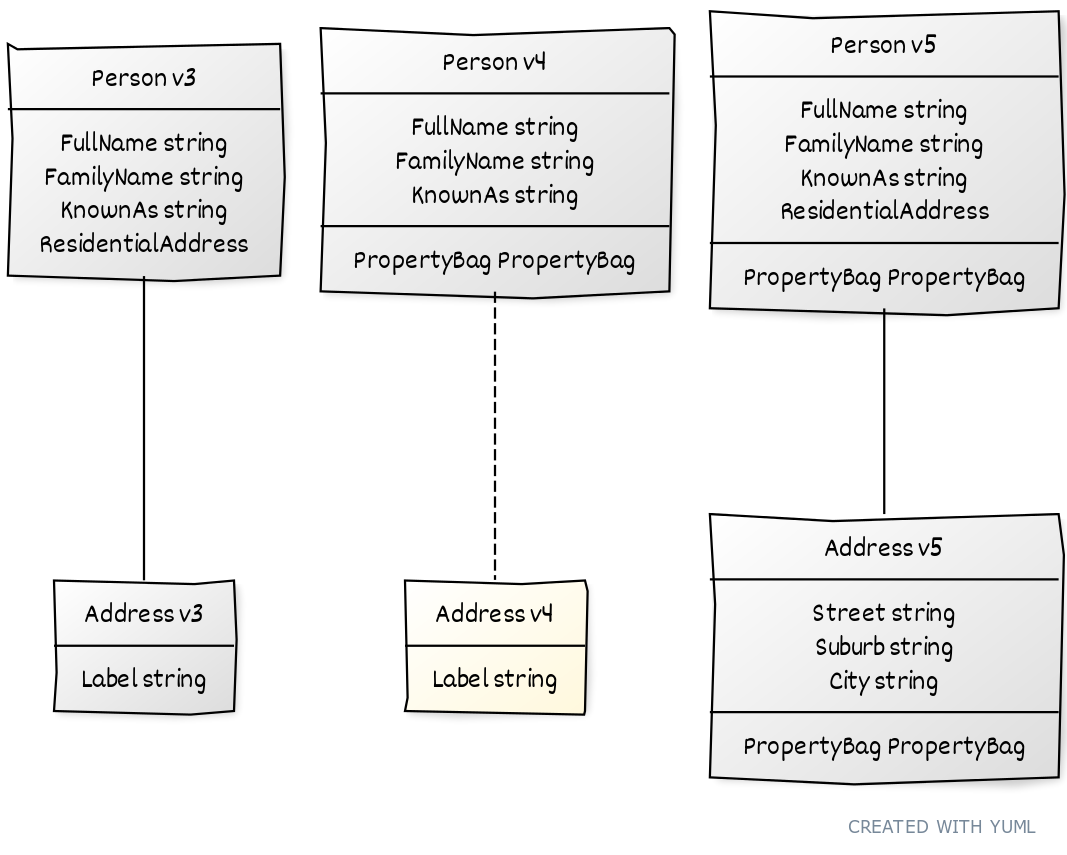 Person v3
FullName string
FamilyName string
KnownAs string
ResidentialAddress
Person v4
FullName string
FamilyName string
KnownAs string
PropertyBag PropertyBag
Person v5
FullName string
FamilyName string
KnownAs string
ResidentialAddress
PropertyBag PropertyBag
Address v3
Label string
Address v4
Label string
Address v5
Street string
Suburb string
City string
PropertyBag PropertyBag
CREATED WITH YUML